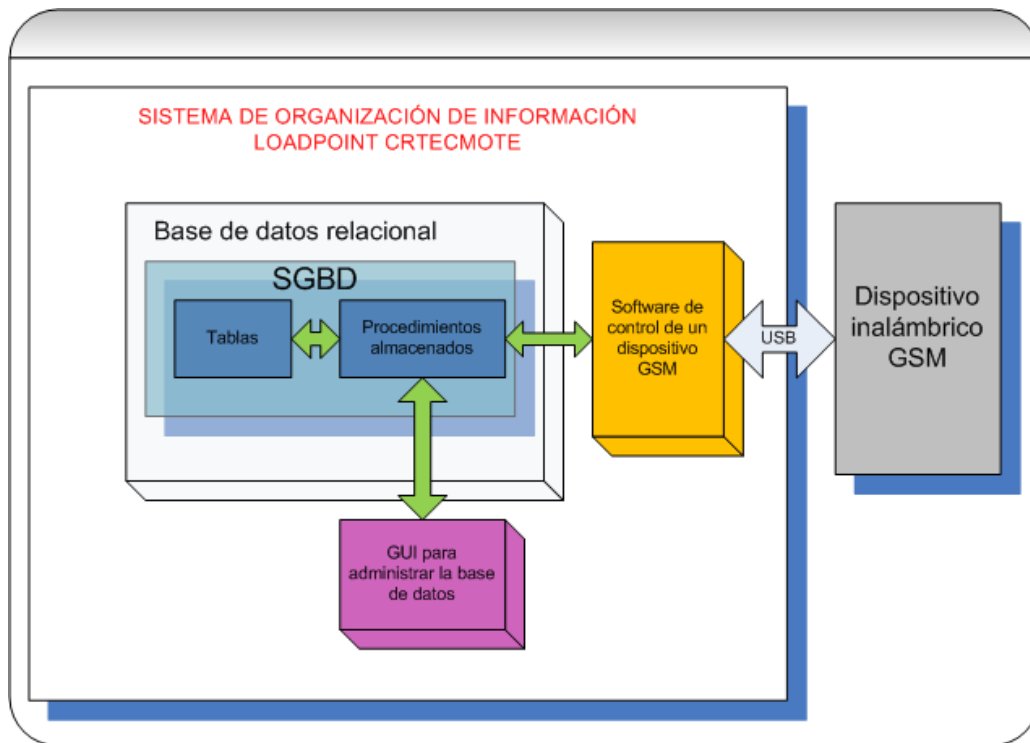 SISTEMA DE ORGANIZACIÓN DE INFORMACIÓN
LOADPOINT CRTECMOTE
Base de datos relacional
SGBD
Tablas
Procedimientos
almacenados
Software de
control de un
dispositivo
GSM
USB
Dispositivo
inalámbrico
GSM
GUI para
administrar la base
de datos